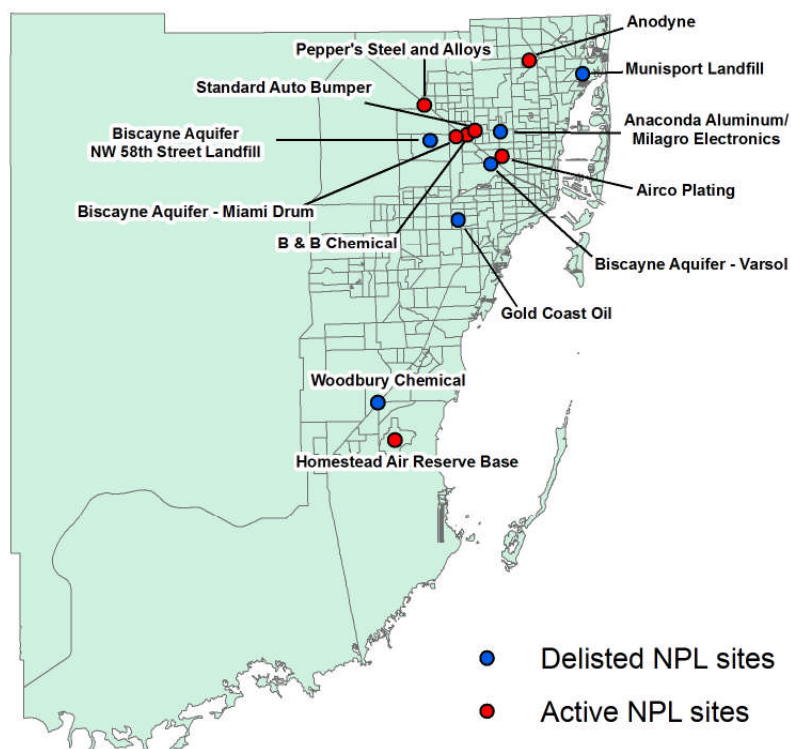 Anodyne
Pepper's Steel and Alloys
Munisport Landfill
Standard Auto Bumper
Anaconda Aluminum/
Milagro Electronics
Biscayne Aquifer
NW 58th Street Landfill
Airco Plating
Biscayne Aquifer - Miami Drum
B & B Chemical
Biscayne Aquifer - Varsol
Gold Coast Oil
Woodbury Chemical
Homestead Air Reserve Base
Delisted NPL sites
Active NPL sites